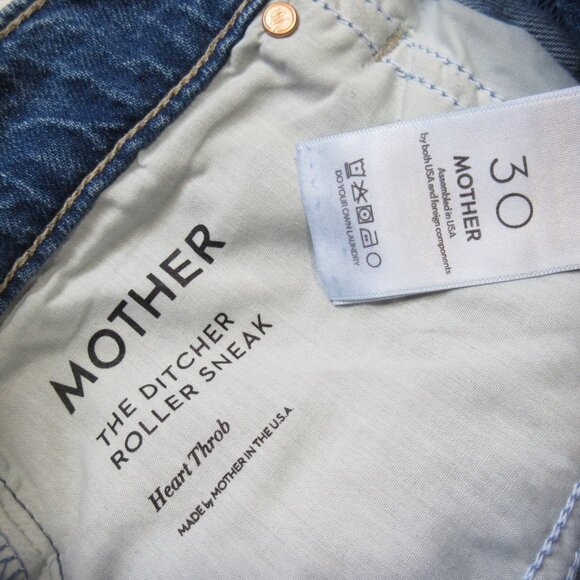 MOTHER
THE DITCHER
ROLLER SNEAK
Heart Throb
MADE by MOTHER IN THE U.S.A.
30
MOTHER
Assembled in USA
by both USA and foreign components
DO YOUR OWN LAUNDRY